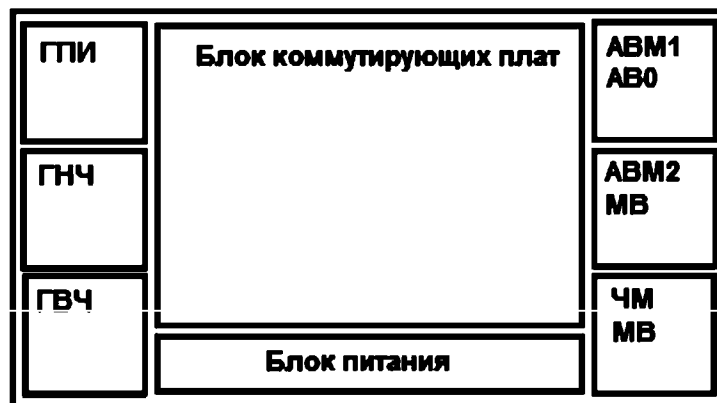 ГПИ
Блок коммутирующих плат
АВМ1
АВ0
ГНЧ
АВМ2
МВ
ГВЧ
ЧМ
МВ
Блок питания